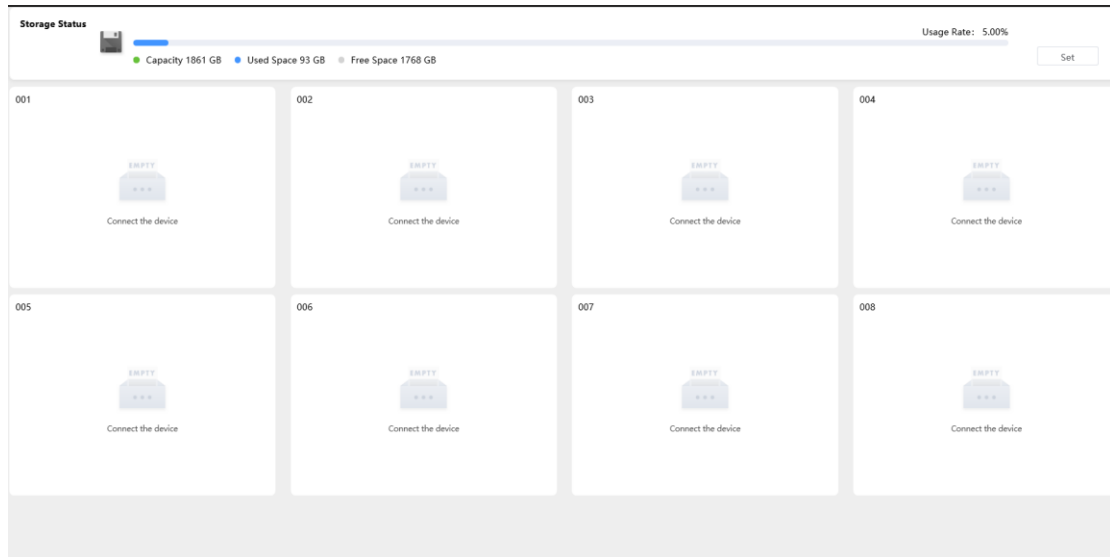 Storage Status
Usage Rate: 5.00%
Capacity 1861 GB Used Space 93 GB Free Space 1768 GB
Set
001 002 003 004
EMPTY EMPTY EMPTY EMPTY
Connect the device Connect the device Connect the device Connect the device
005 006 007 008
EMPTY EMPTY EMPTY EMPTY
Connect the device Connect the device Connect the device Connect the device